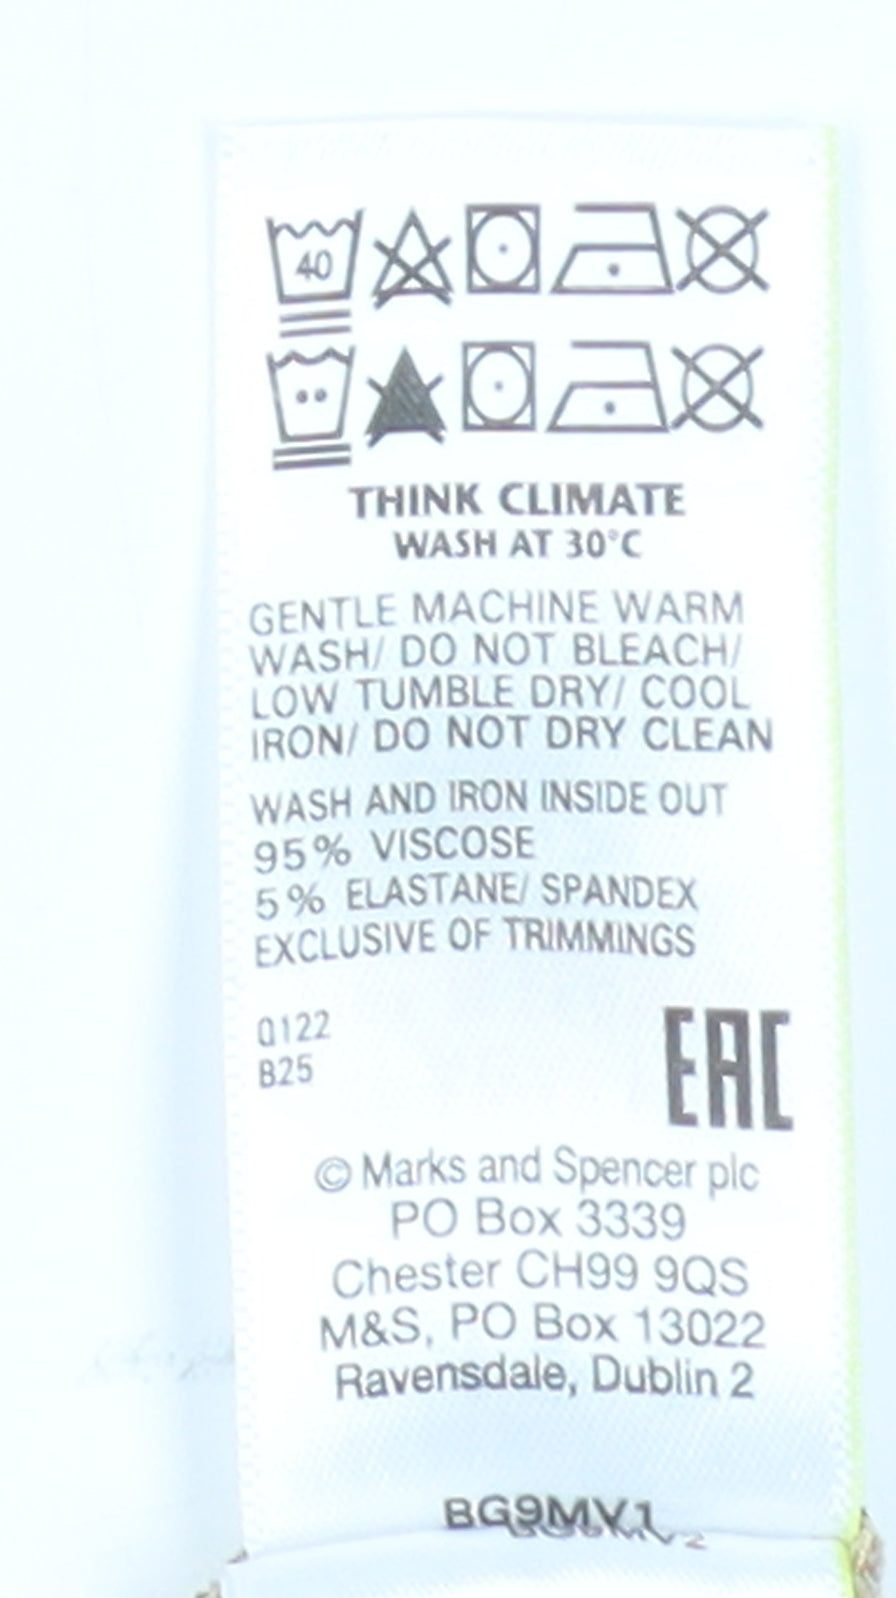 40
THINK CLIMATE
WASH AT 30°C
GENTLE MACHINE WARM
WASH/ DO NOT BLEACH/
LOW TUMBLE DRY/ COOL
IRON/ DO NOT DRY CLEAN
WASH AND IRON INSIDE OUT
95% VISCOSE
5% ELASTANE/ SPANDEX
EXCLUSIVE OF TRIMMINGS
0122
B25
EAC
© Marks and Spencer plc
PO Box 3339
Chester CH99 9QS
M&S, PO Box 13022
Ravensdale, Dublin 2
BG9MV1